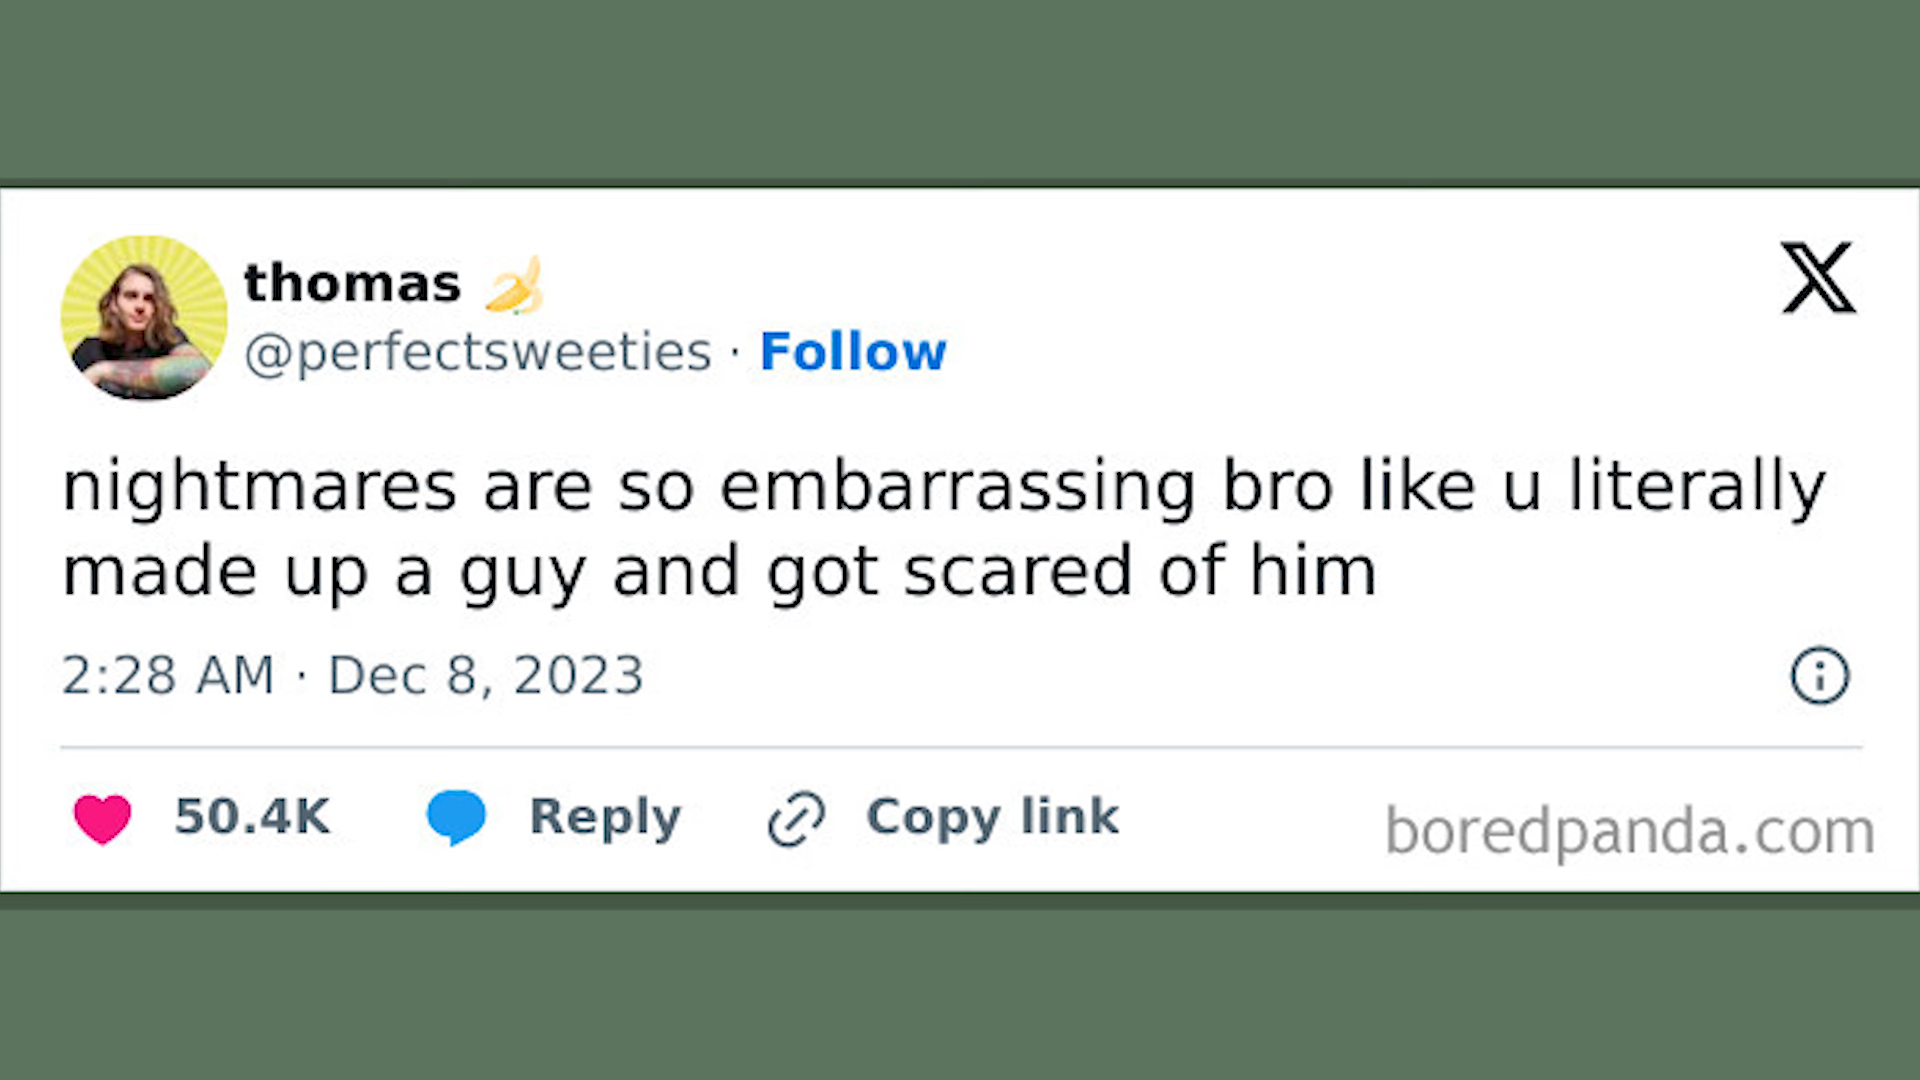 thomas 🍌
@perfectsweeties · Follow
nightmares are so embarrassing bro like u literally
made up a guy and got scared of him
2:28 AM · Dec 8, 2023
50.4K Reply Copy link
boredpanda.com